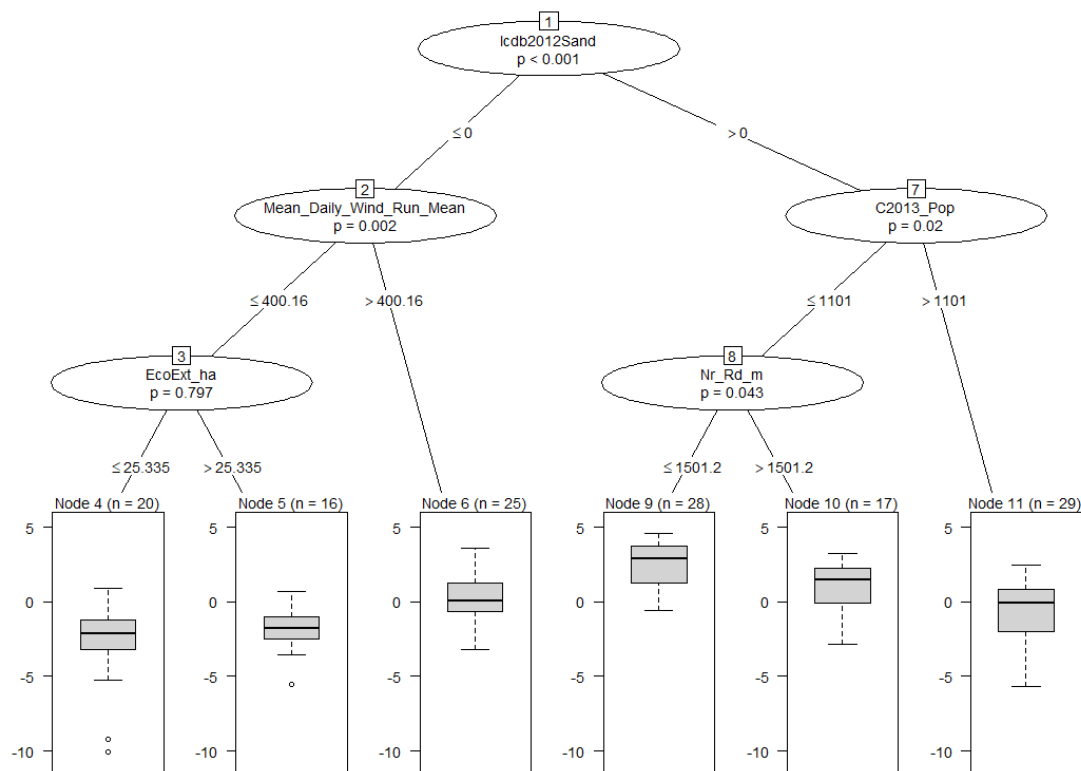 1
lcdb2012Sand
p < 0.001
≤ 0
> 0
2
Mean_Daily_Wind_Run_Mean
p = 0.002
7
C2013_Pop
p = 0.02
≤ 400.16
> 400.16
≤ 1101
> 1101
3
EcoExt_ha
p = 0.797
8
Nr_Rd_m
p = 0.043
≤ 25.335
> 25.335
≤ 1501.2
> 1501.2
Node 4 (n = 20)
5
0
-5
-10
Node 5 (n = 16)
5
0
-5
-10
Node 6 (n = 25)
5
0
-5
-10
Node 9 (n = 28)
5
0
-5
-10
Node 10 (n = 17)
5
0
-5
-10
Node 11 (n = 29)
5
0
-5
-10